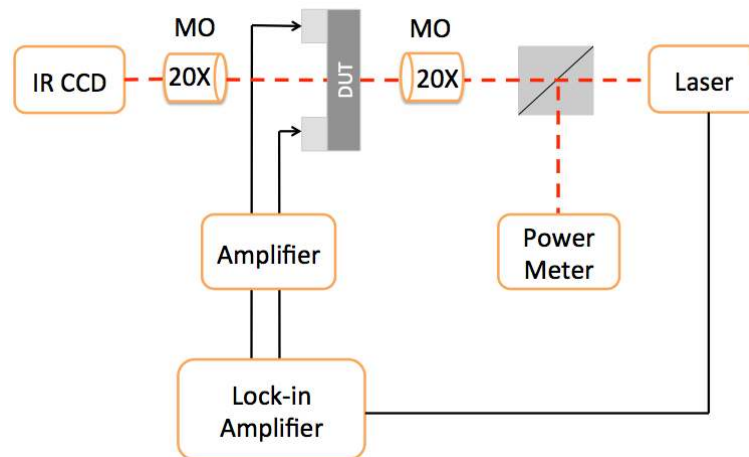 MO
MO
IR CCD
20X
DUT
20X
Laser
Amplifier
Power
Meter
Lock-in
Amplifier